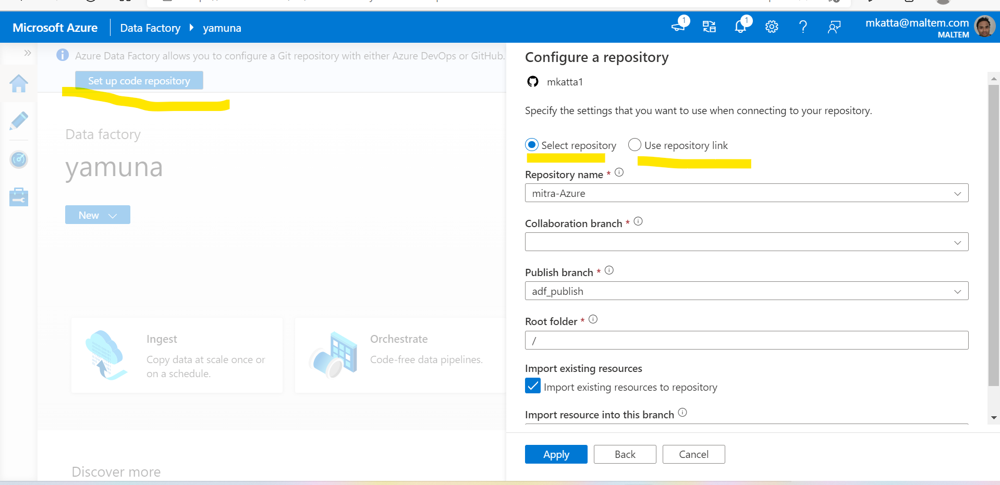 Microsoft Azure
Data Factory
yamuna
1
1
mkatta@maltem.com
MALTEM
Azure Data Factory allows you to configure a Git repository with either Azure DevOps or GitHub.
Set up code repository
Data factory
yamuna
New
Ingest
Copy data at scale once or
on a schedule.
Orchestrate
Code-free data pipelines.
Discover more
Configure a repository
mkatta1
Specify the settings that you want to use when connecting to your repository.
Select repository
Use repository link
Repository name *
mitra-Azure
Collaboration branch *
Publish branch *
adf_publish
Root folder *
/
Import existing resources
Import existing resources to repository
Import resource into this branch
Apply
Back
Cancel